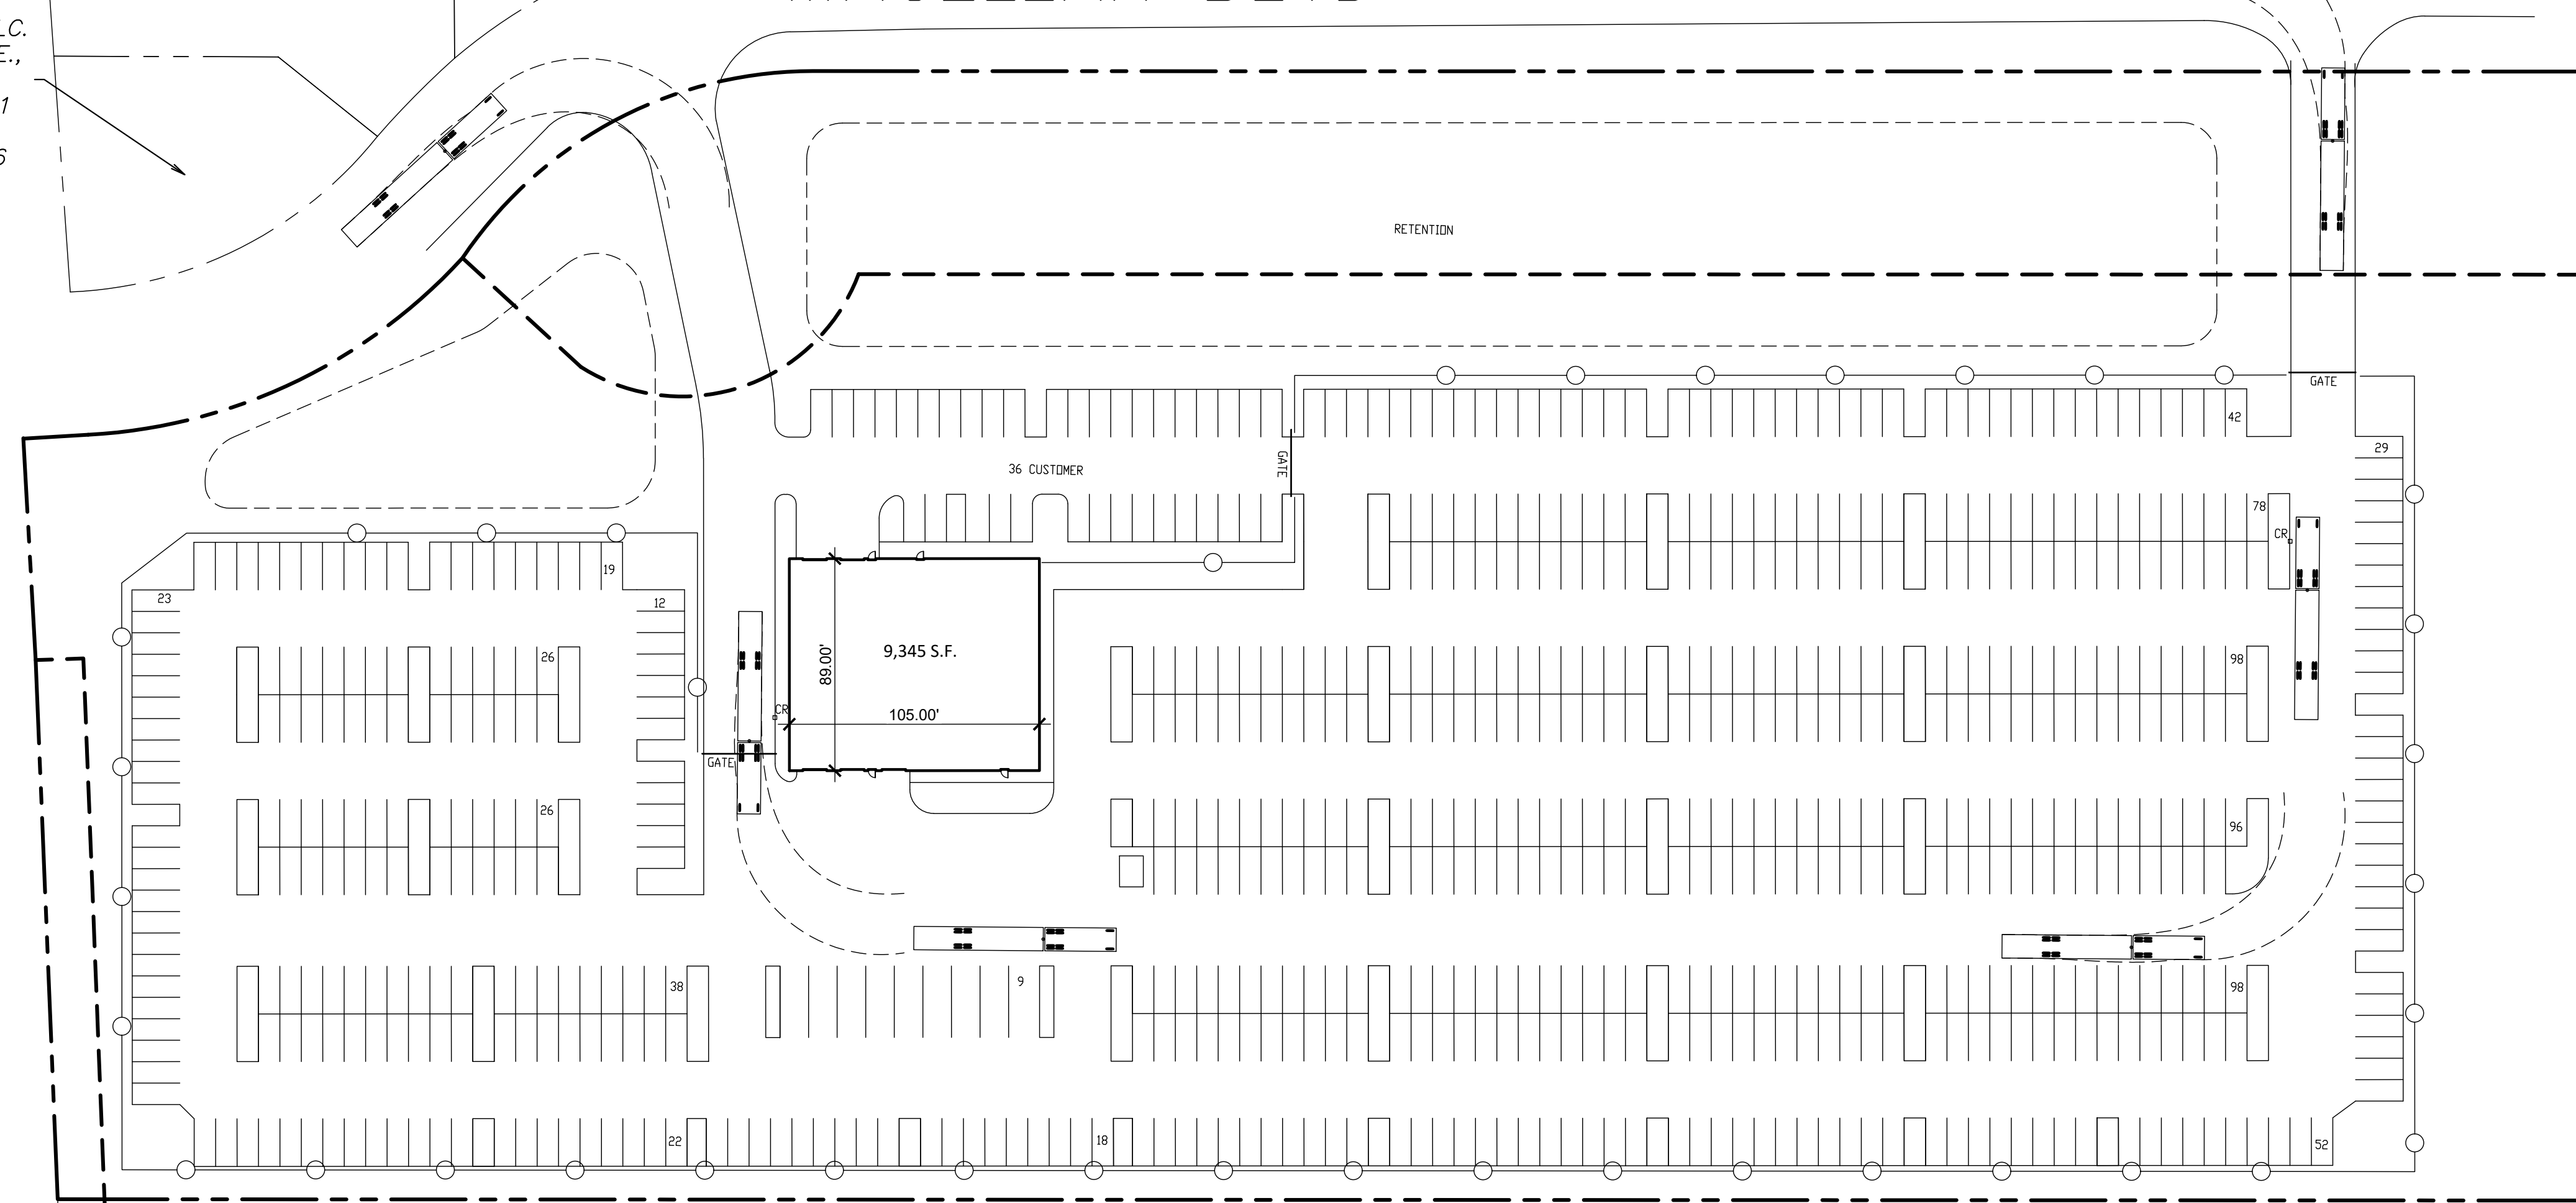 LC.
E.,
1
6
RETENTION
GATE
42
29
36 CUSTOMER
GATE
78
CR
19
23
12
26
89.00'
9,345 S.F.
98
CR
105.00'
GATE
26
96
38
9
98
22
18
52